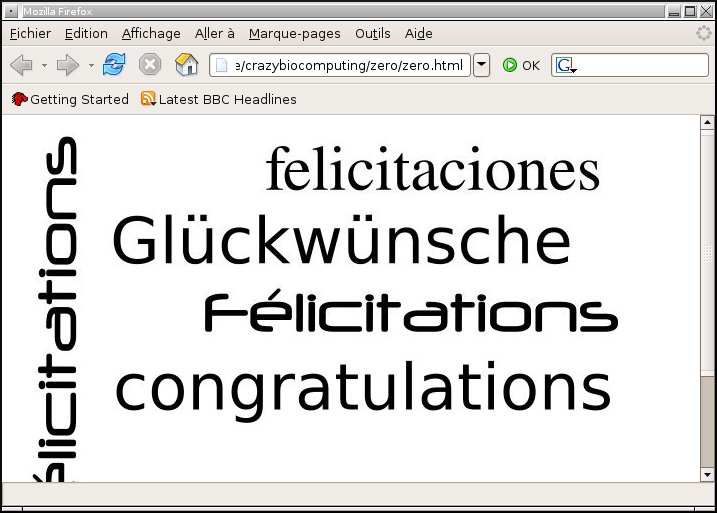 Mozilla Firefox
Fichier Edition Affichage Aller à Marque-pages Outils Aide
e/crazybiocomputing/zero/zero.html OK G
Getting Started Latest BBC Headlines
felicitaciones
Glückwünsche
Félicitations
congratulations
élicitations